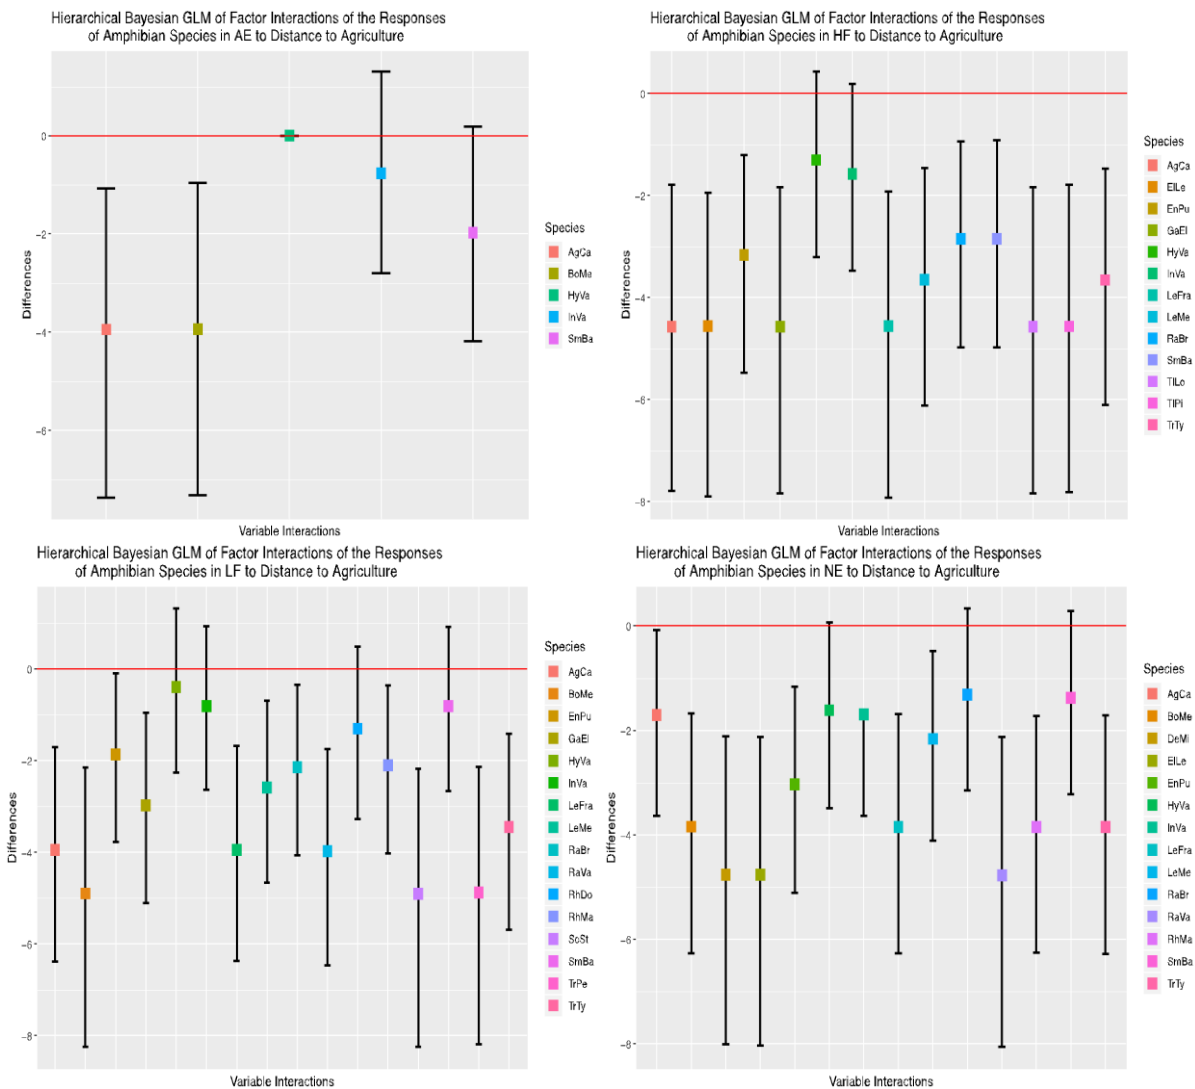 Hierarchical Bayesian GLM of Factor Interactions of the Responses
of Amphibian Species in AE to Distance to Agriculture
Differences
0
-2
-4
-6
Variable Interactions
Species
AgCa
BoMe
HyVa
InVa
SmBa
Hierarchical Bayesian GLM of Factor Interactions of the Responses
of Amphibian Species in HF to Distance to Agriculture
Differences
0
-2
-4
-6
-8
Variable Interactions
Species
AgCa
ElLe
EnPu
GaEl
HyVa
InVa
LeFra
LeMe
RaBr
SmBa
TlLo
TlPi
TrTy
Hierarchical Bayesian GLM of Factor Interactions of the Responses
of Amphibian Species in LF to Distance to Agriculture
Differences
0
-2
-4
-6
-8
Variable Interactions
Species
AgCa
BoMe
EnPu
GaEl
HyVa
InVa
LeFra
LeMe
RaBr
RaVa
RhDo
RhMa
ScSt
SmBa
TrPe
TrTy
Hierarchical Bayesian GLM of Factor Interactions of the Responses
of Amphibian Species in NE to Distance to Agriculture
Differences
0
-2
-4
-6
-8
Variable Interactions
Species
AgCa
BoMe
DeMi
ElLe
EnPu
HyVa
InVa
LeFra
LeMe
RaBr
RaVa
RhMa
SmBa
TrTy